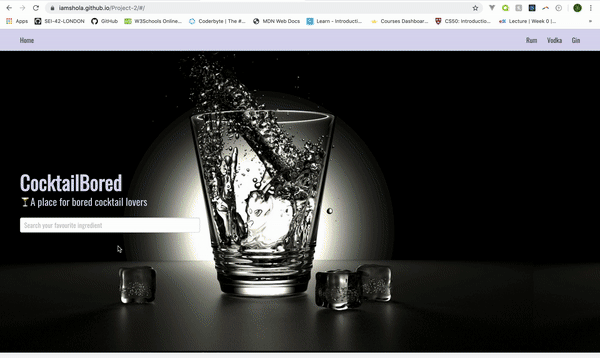 iamshola.github.io/Project-2/#/
Apps SEI-42-LONDON GitHub W3Schools Online... Coderbyte | The #... MDN Web Docs Learn - introductio... Courses Dashboar... CS50: Introduction... Lecture | Week 0 |...
Home Rum Vodka Gin
CocktailBored
🍸A place for bored cocktail lovers
Search your favourite ingredient